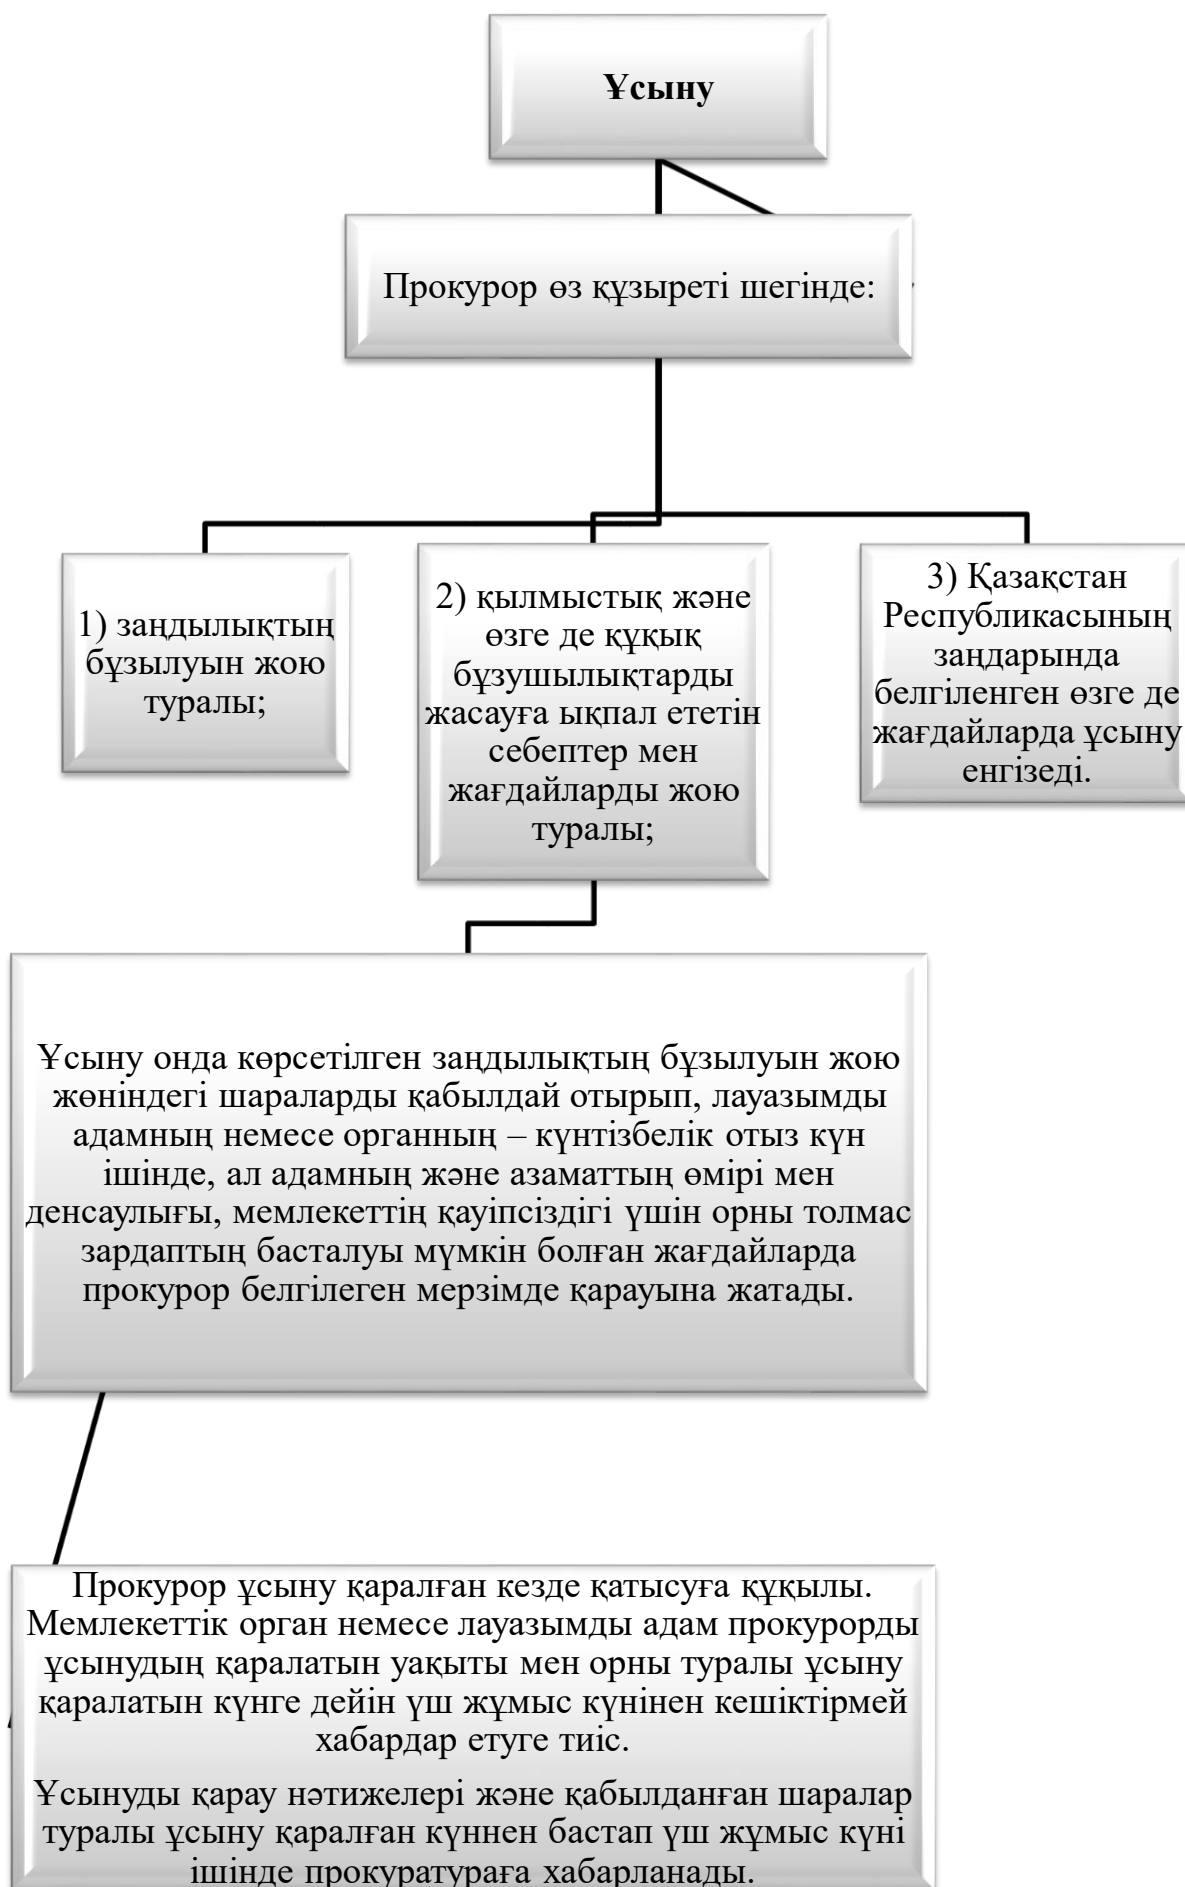 Ұсыну
Прокурор өз құзыреті шегінде:
1) заңдылықтың
бұзылуын жою
туралы;
2) қылмыстық және
өзге де құқық
бұзушылықтарды
жасауға ықпал ететін
себептер мен
жағдайларды жою
туралы;
3) Қазақстан
Республикасының
заңдарында
белгіленген өзге де
жағдайларда ұсыну
енгізеді.
Ұсыну онда көрсетілген заңдылықтың бұзылуын жою
жөніндегі шараларды қабылдай отырып, лауазымды
адамның немесе органның – күнтізбелік отыз күн
ішінде, ал адамның және азаматтың өмірі мен
денсаулығы, мемлекеттің қауіпсіздігі үшін орны толмас
зардаптың басталуы мүмкін болған жағдайларда
прокурор белгілеген мерзімде қарауына жатады.
Прокурор ұсыну қаралған кезде қатысуға құқылы.
Мемлекеттік орган немесе лауазымды адам прокурорды
ұсынудың қаралатын уақыты мен орны туралы ұсыну
қаралатын күнге дейін үш жұмыс күнінен кешіктірмей
хабардар етуге тиіс.
Ұсынуды қарау нәтижелері және қабылданған шаралар
туралы ұсыну қаралған күннен бастап үш жұмыс күні
ішінде прокуратураға хабарланады.